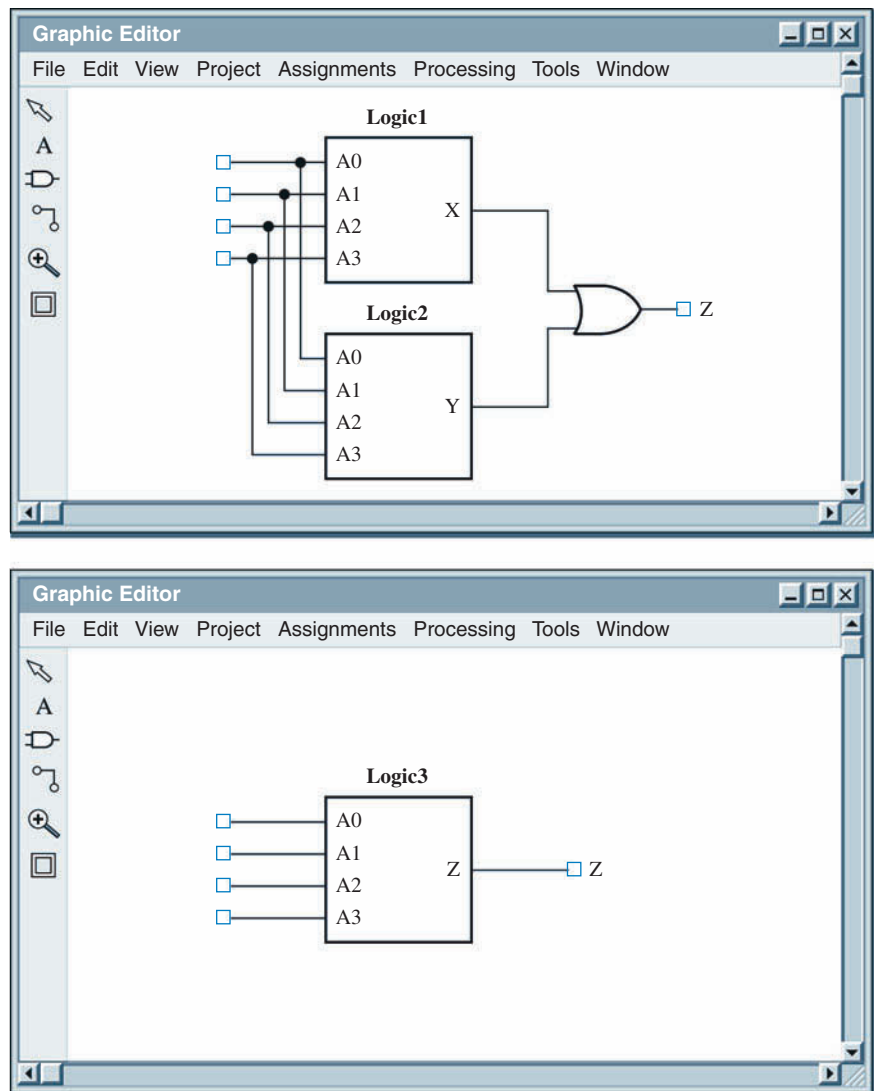 Graphic Editor
File Edit View Project Assignments Processing Tools Window
A
Logic1
A0
A1
A2
A3
X
Logic2
A0
A1
A2
A3
Y
Z
Graphic Editor
File Edit View Project Assignments Processing Tools Window
A
Logic3
A0
A1
A2
A3
Z
Z